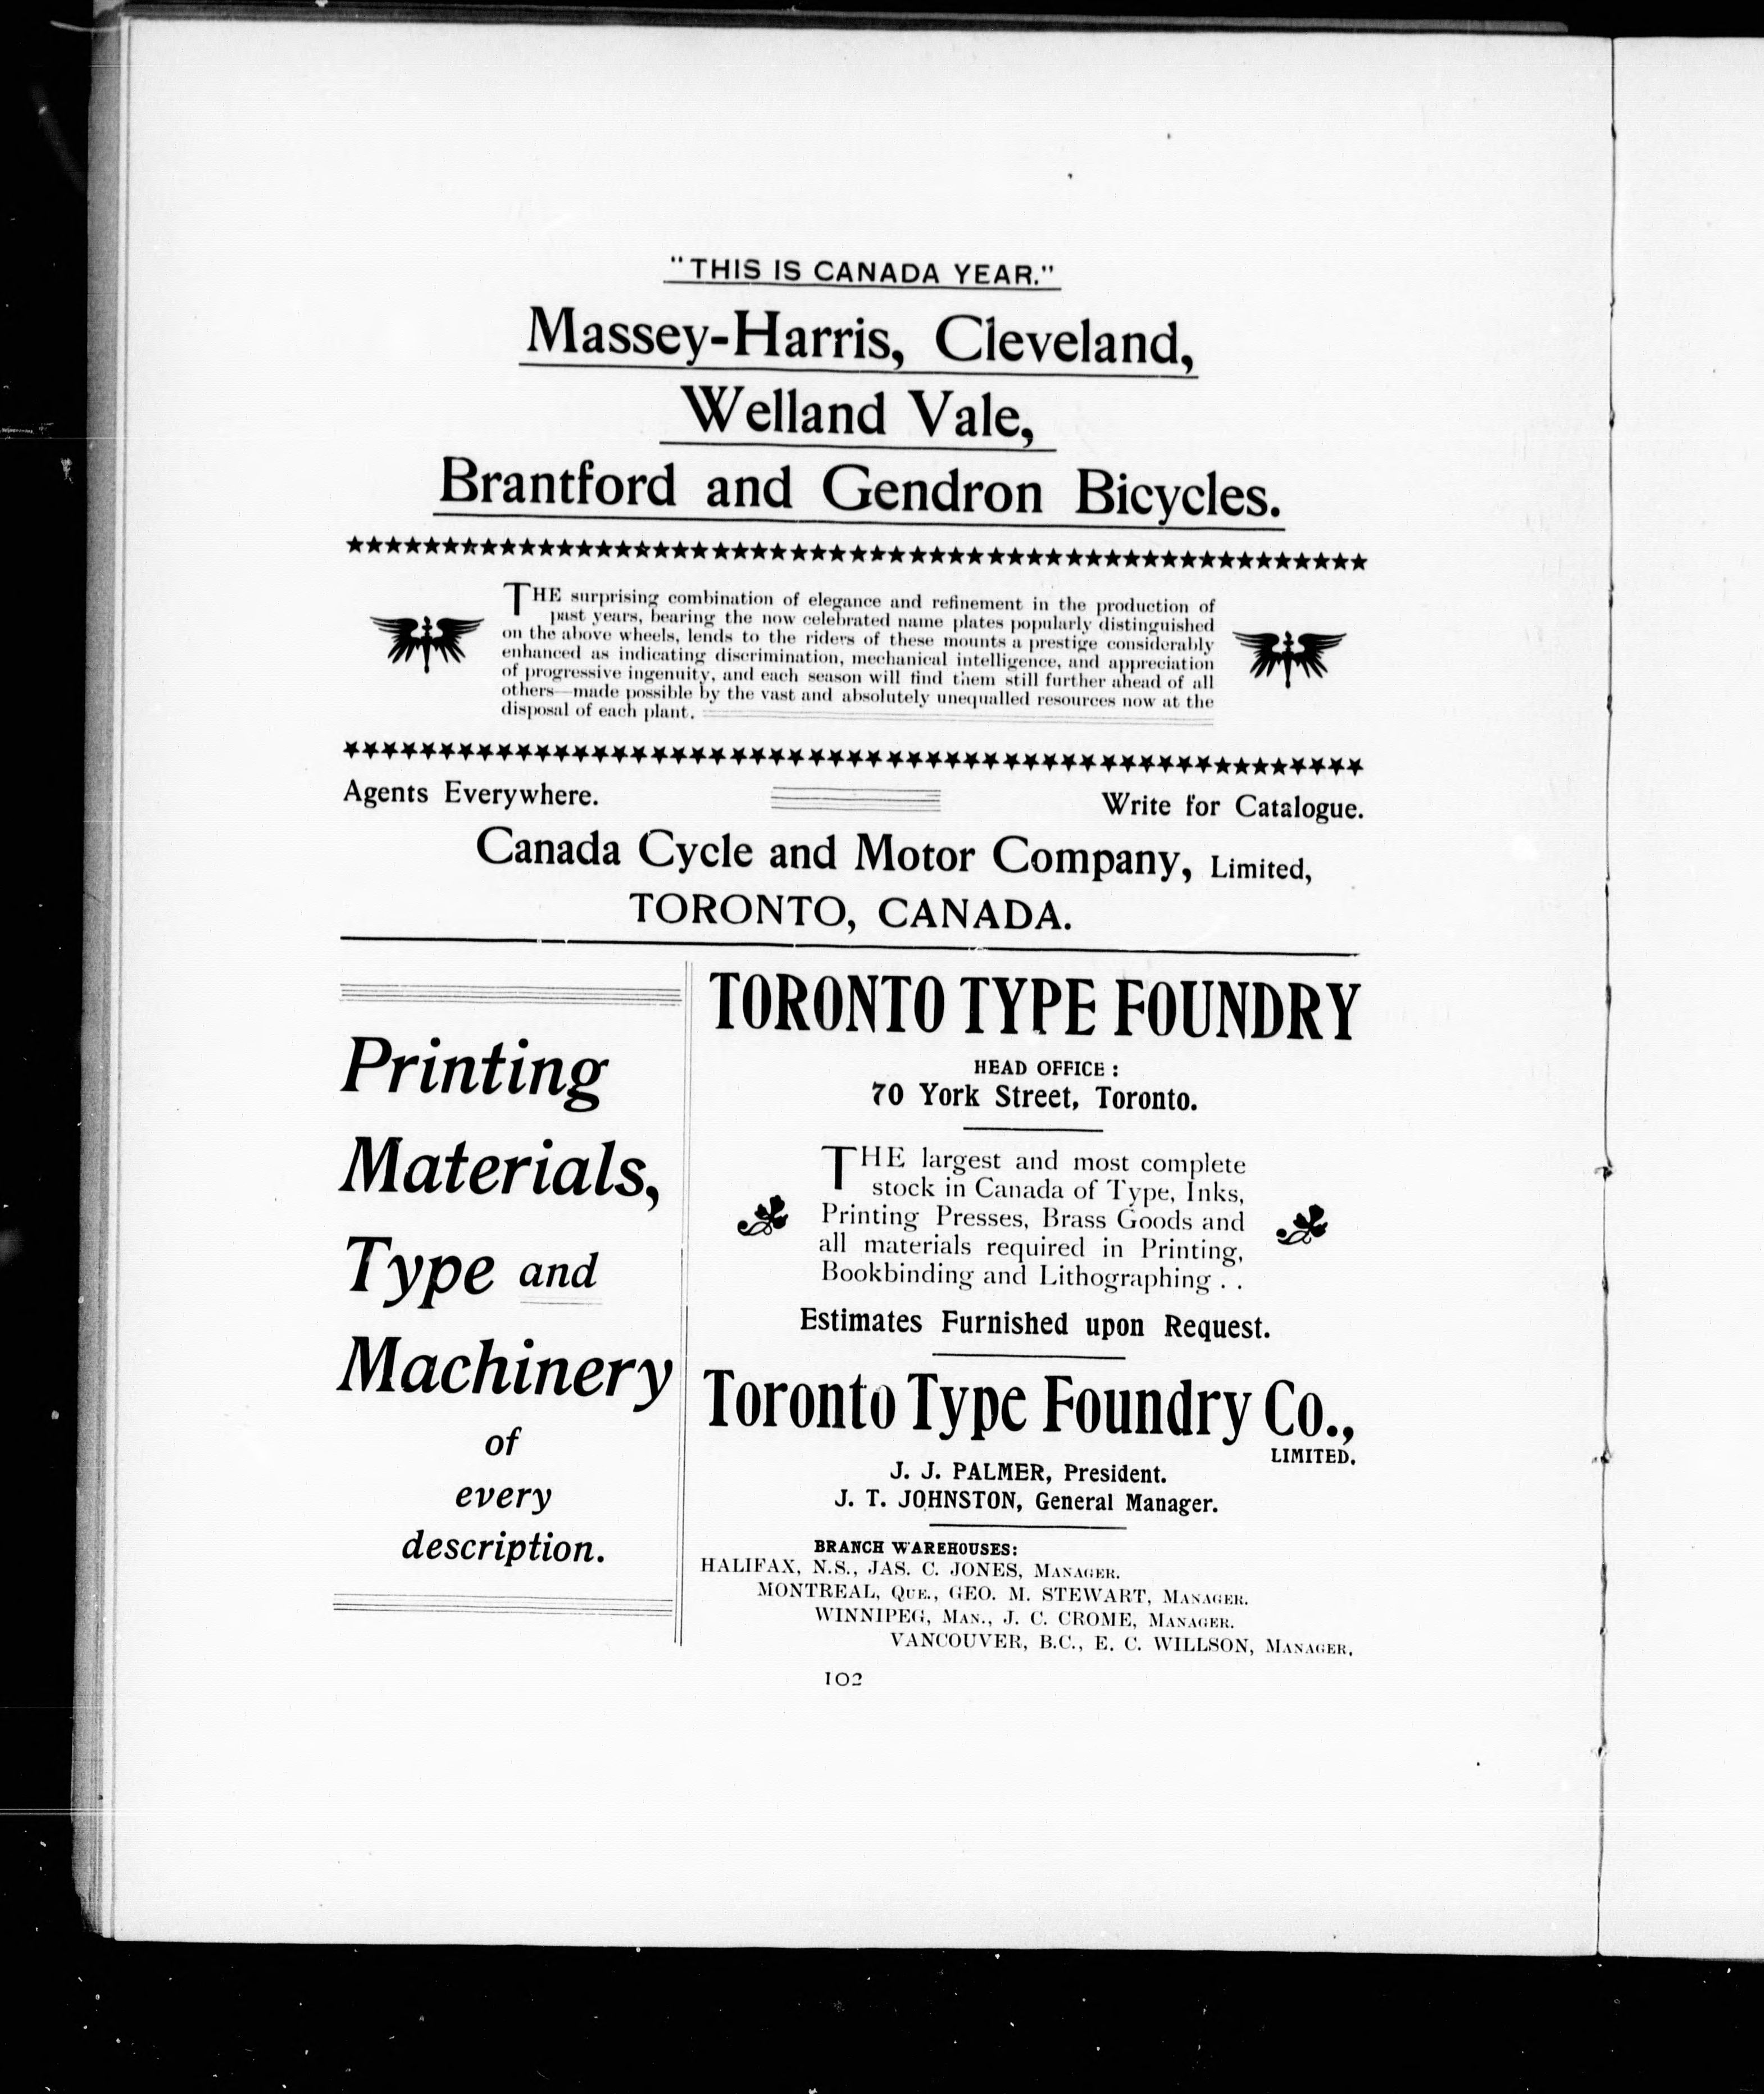 "THIS IS CANADA YEAR."
Massey-Harris, Cleveland,
Welland Vale,
Brantford and Gendron Bicycles.
THE surprising combination of elegance and refinement in the production of
past years, bearing the now celebrated name plates popularly distinguished
on the above wheels, lends to the riders of these mounts a prestige considerably
enhanced as indicating discrimination, mechanical intelligence, and appreciation
of progressive ingenuity, and each season will find them still further ahead of all
others—made possible by the vast and absolutely unequalled resources now at the
disposal of each plant.
Agents Everywhere.
Write for Catalogue.
Canada Cycle and Motor Company, Limited,
TORONTO, CANADA.
Printing
Materials,
Type and
Machinery
of
every
description.
TORONTO TYPE FOUNDRY
HEAD OFFICE:
70 York Street, Toronto.
THE largest and most complete
stock in Canada of Type, Inks,
Printing Presses, Brass Goods and
all materials required in Printing,
Bookbinding and Lithographing . .
Estimates Furnished upon Request.
Toronto Type Foundry Co.,
LIMITED.
J. J. PALMER, President.
J. T. JOHNSTON, General Manager.
BRANCH WAREHOUSES:
HALIFAX, N.S., JAS. C. JONES, MANAGER.
MONTREAL, QUE., GEO. M. STEWART, MANAGER.
WINNIPEG, MAN., J. C. CROME, MANAGER.
VANCOUVER, B.C., E. C. WILLSON, MANAGER.
102